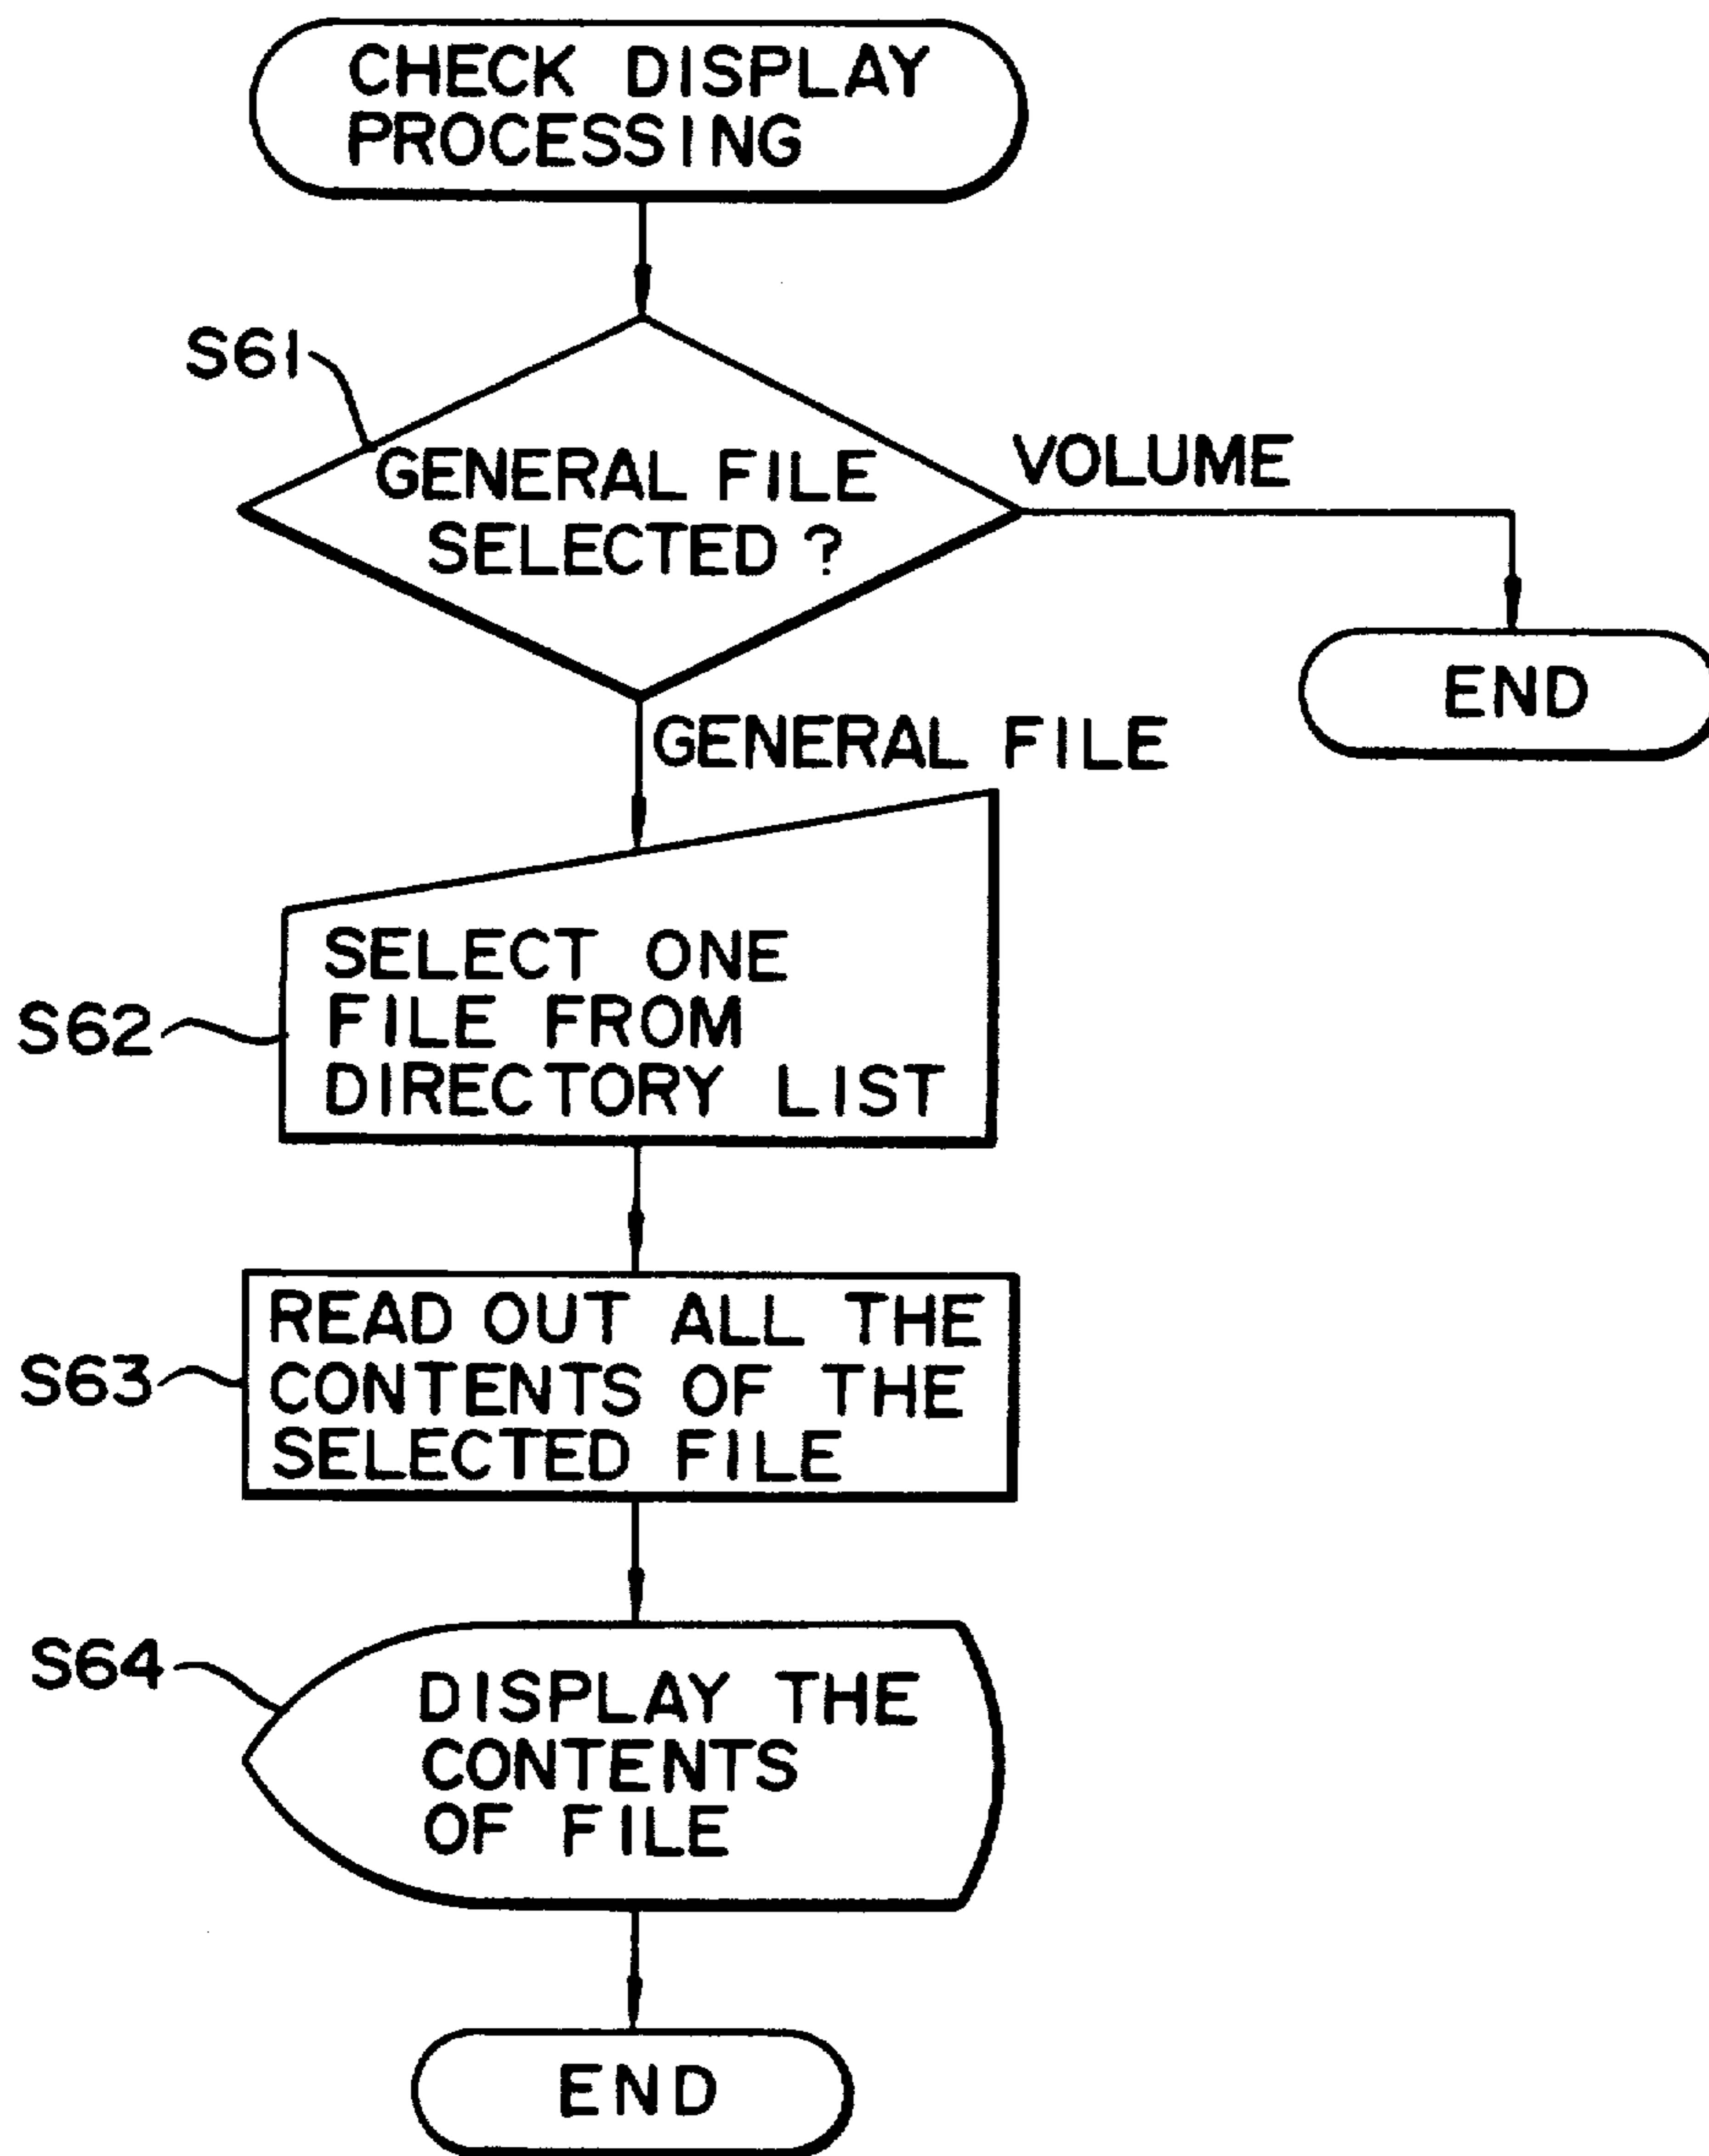 CHECK DISPLAY
PROCESSING
S61
GENERAL FILE
SELECTED ?
VOLUME
END
GENERAL FILE
SELECT ONE
FILE FROM
DIRECTORY LIST
S62
READ OUT ALL THE
CONTENTS OF THE
SELECTED FILE
S63
S64
DISPLAY THE
CONTENTS
OF FILE
END